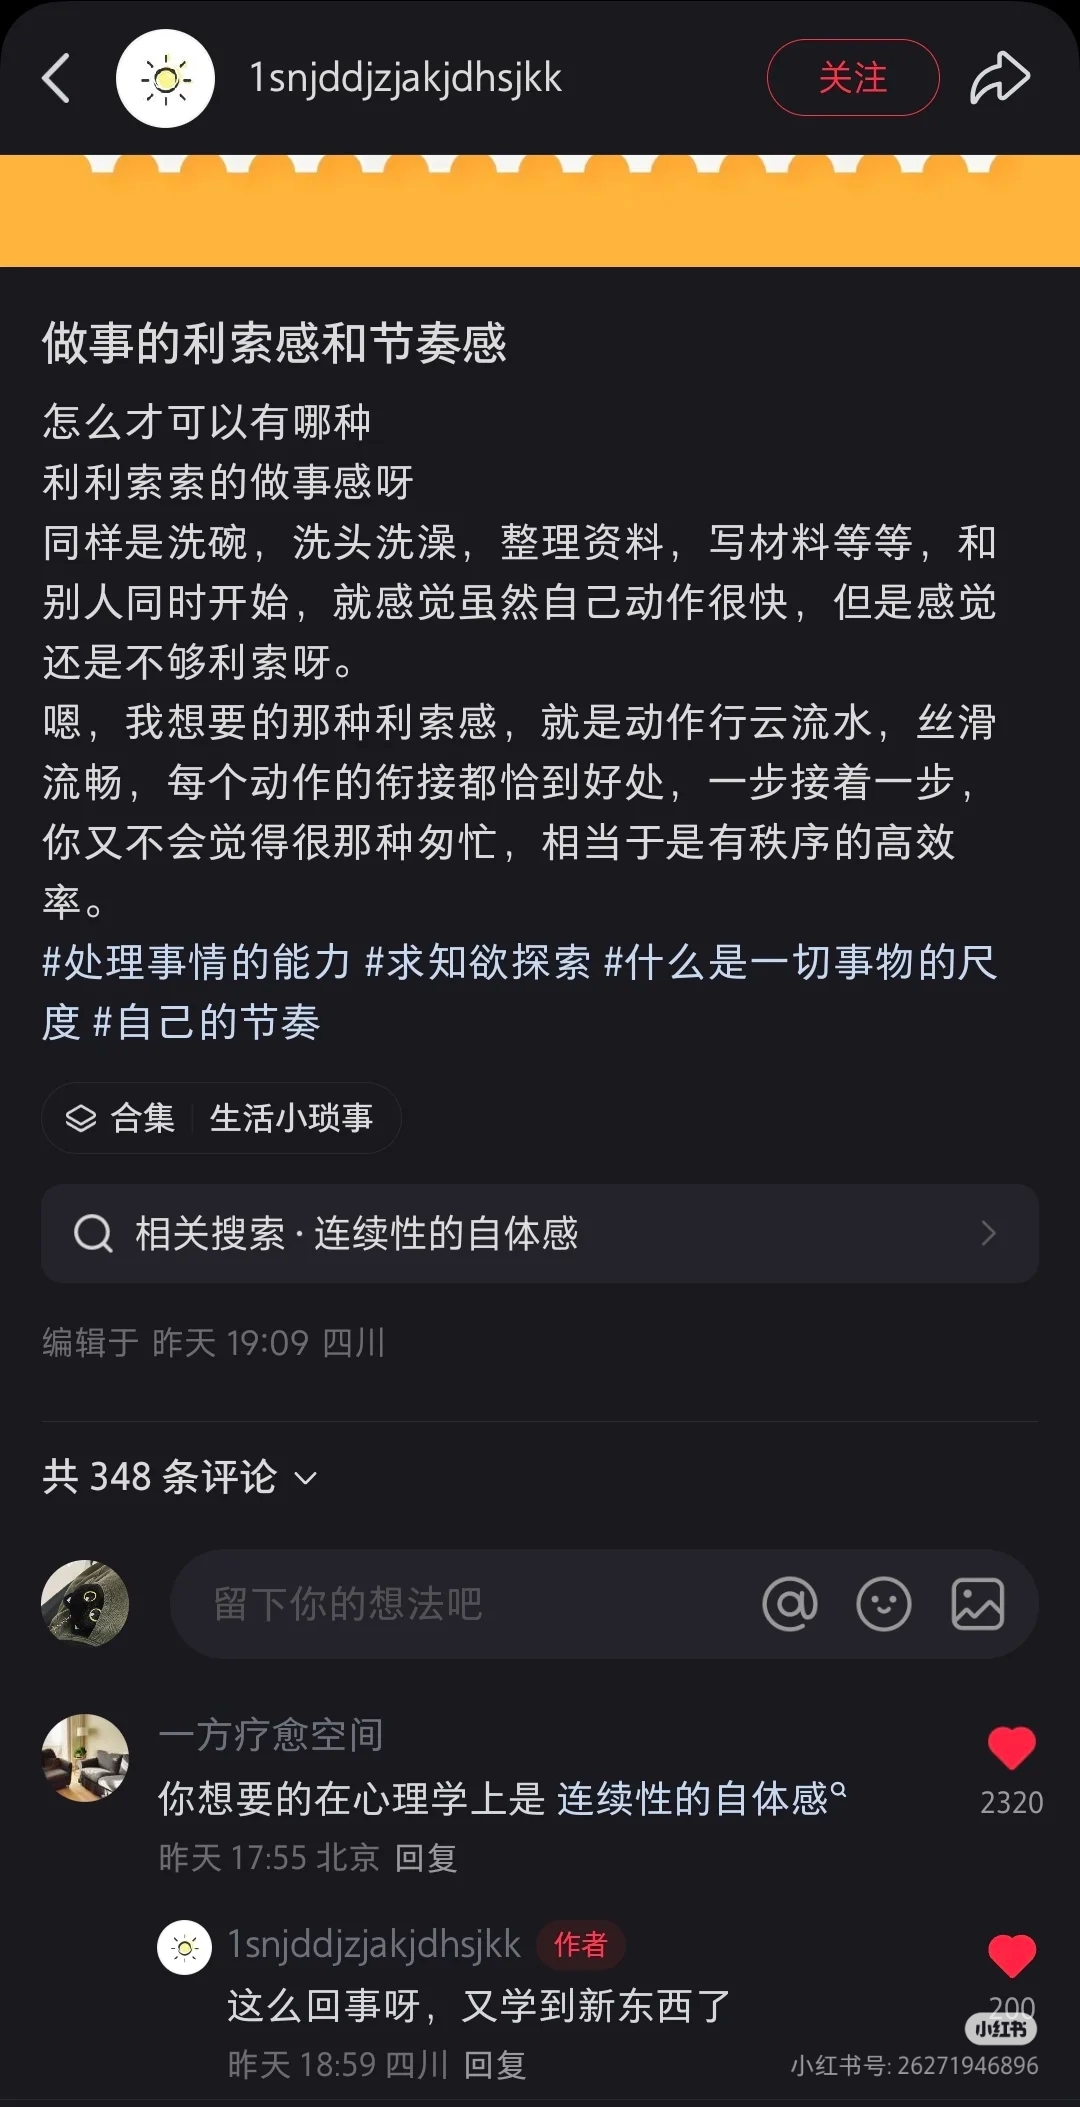 1snjddjzjakjdhsjkk
关注
做事的利索感和节奏感
怎么才可以有哪种
利利索索的做事感呀
同样是洗碗，洗头洗澡，整理资料，写材料等等，和
别人同时开始，就感觉虽然自己动作很快，但是感觉
还是不够利索呀。
嗯，我想要的那种利索感，就是动作行云流水，丝滑
流畅，每个动作的衔接都恰到好处，一步接着一步，
你又不会觉得很那种匆忙，相当于是有秩序的高效
率。
#处理事情的能力 #求知欲探索 #什么是一切事物的尺
度 #自己的节奏
合集 生活小琐事
相关搜索·连续性的自体感
编辑于 昨天 19:09 四川
共 348 条评论
留下你的想法吧
一方疗愈空间
你想要的在心理学上是 连续性的自体感
2320
昨天 17:55 北京 回复
1snjddjzjakjdhsjkk 作者
这么回事呀，又学到新东西了
200
小红书
昨天 18:59 四川 回复
小红书号: 26271946896